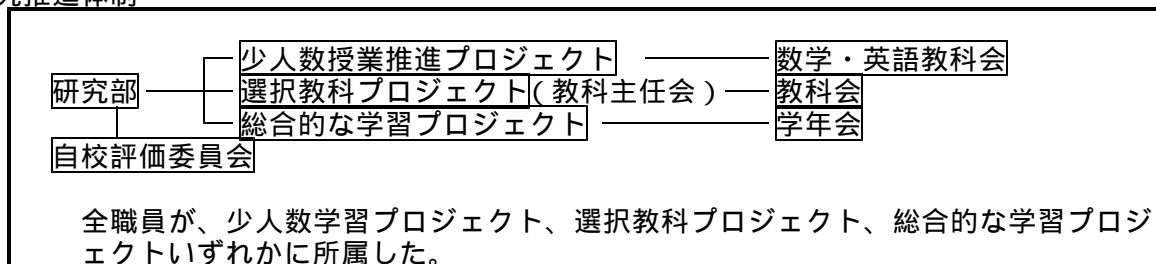 少人数授業推進プロジェクト 数学・英語教科会
研究部 選択教科プロジェクト(教科主任会) 教科会
総合的な学習プロジェクト 学年会
自校評価委員会
全職員が、少人数学習プロジェクト、選択教科プロジェクト、総合的な学習プロジ
ェクトいずれかに所属した。